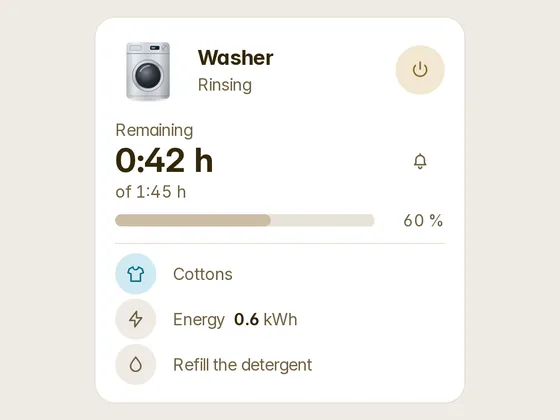 Washer
Rinsing
Remaining
0:42 h
of 1:45 h
60 %
Cottons
Energy 0.6 kWh
Refill the detergent